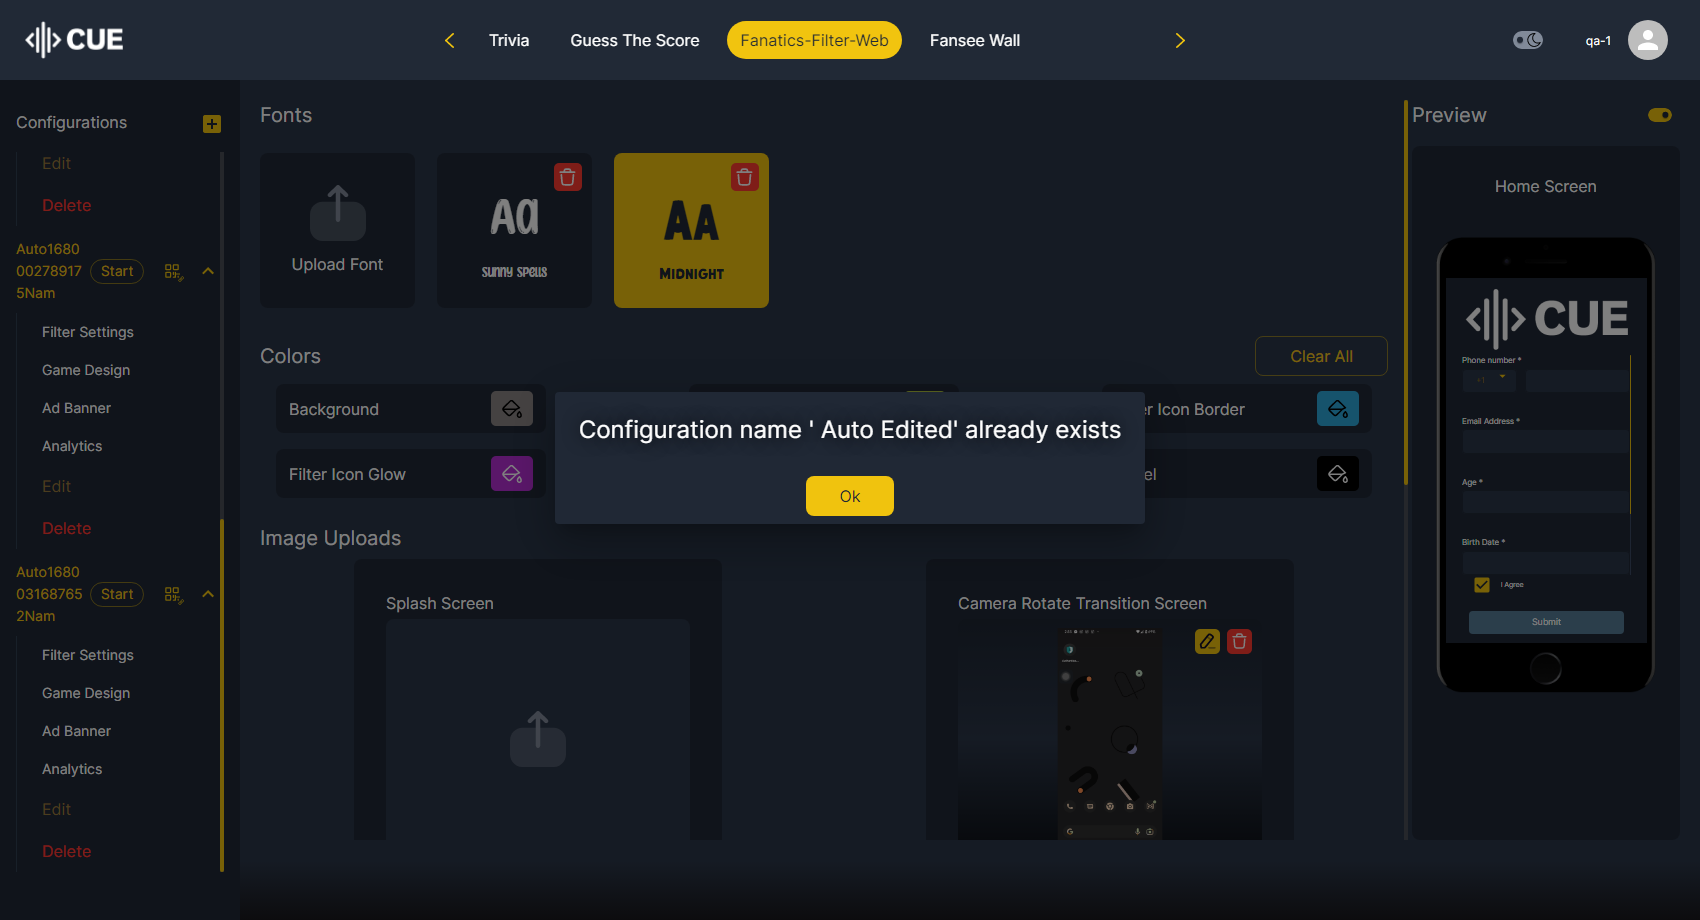 CUE
Trivia
Guess The Score
Fanatics-Filter-Web
Fansee Wall
qa-1
Configurations
Edit
Delete
Auto1680
00278917
5Nam
Start
Filter Settings
Game Design
Ad Banner
Analytics
Edit
Delete
Auto1680
03168765
2Nam
Start
Filter Settings
Game Design
Ad Banner
Analytics
Edit
Delete
Fonts
Upload Font
Aa
sunny spells
Aa
Midnight
Colors
Clear All
Background
r Icon Border
Filter Icon Glow
el
Configuration name ' Auto Edited' already exists
Ok
Image Uploads
Splash Screen
Camera Rotate Transition Screen
Preview
Home Screen
CUE
Phone number *
+1
Email Address *
Age *
Birth Date *
I Agree
Submit